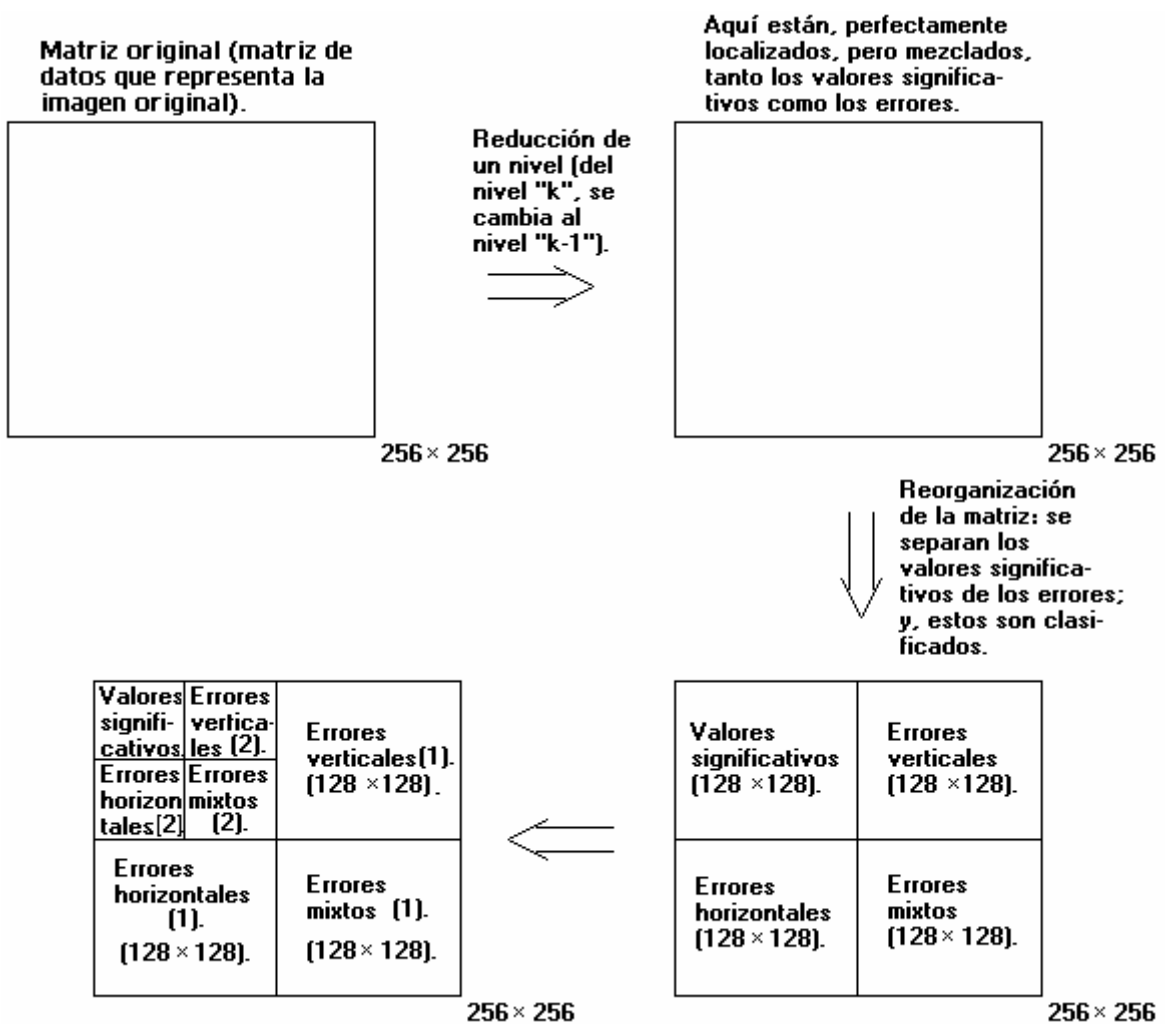 Matriz original (matriz de
datos que representa la
imagen original).
256 × 256
Reducción de
un nivel (del
nivel "k", se
cambia al
nivel "k-1").
Aquí están, perfectamente
localizados, pero mezclados,
tanto los valores significa-
tivos como los errores.
256 × 256
Reorganización
de la matriz: se
separan los
valores significa-
tivos de los errores;
y, estos son clasi-
ficados.
Valores
significativos
(128 ×128).
Errores
verticales
(128 ×128).
Errores
horizontales
(128 × 128).
Errores
mixtos
(128 × 128).
256 × 256
Valores
signifi-
cativos.
Errores
vertica-
les (2).
Errores
horizon
tales[2]
Errores
mixtos
(2).
Errores
verticales(1).
(128 ×128).
Errores
horizontales
(1).
(128 × 128).
Errores
mixtos (1).
(128 × 128).
256 × 256